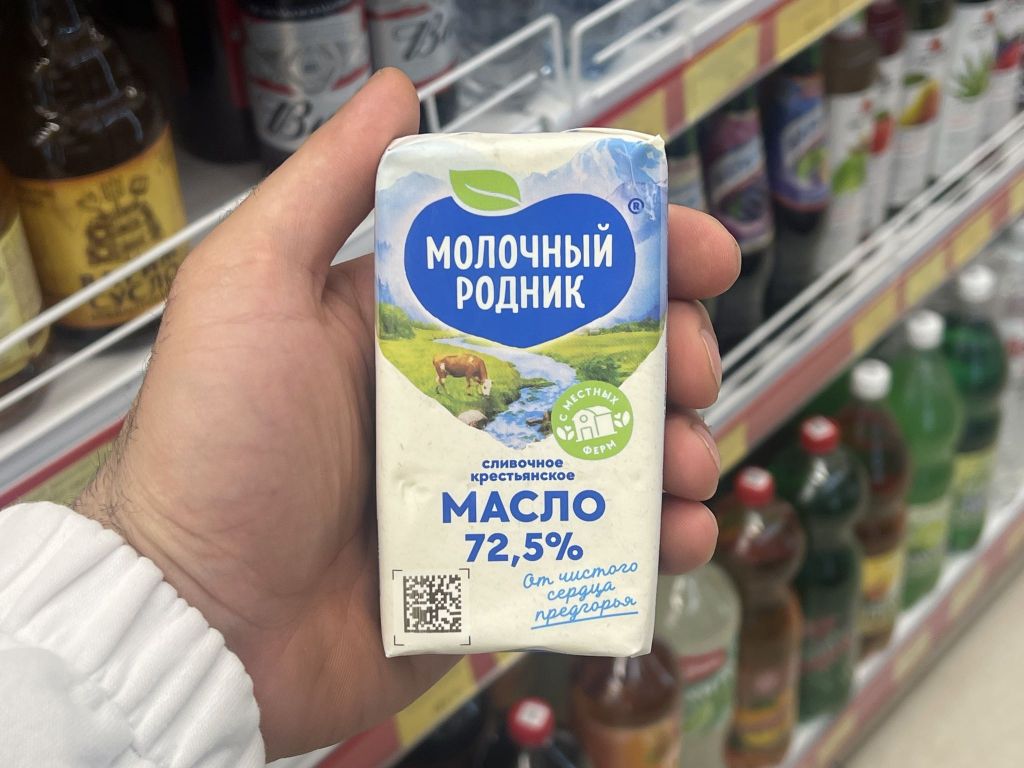 МОЛОЧНЫЙ
РОДНИК
®
С МЕСТНЫХ
ФЕРМ
сливочное
крестьянское
МАСЛО
72,5%
От чистого
сердца
предгорья